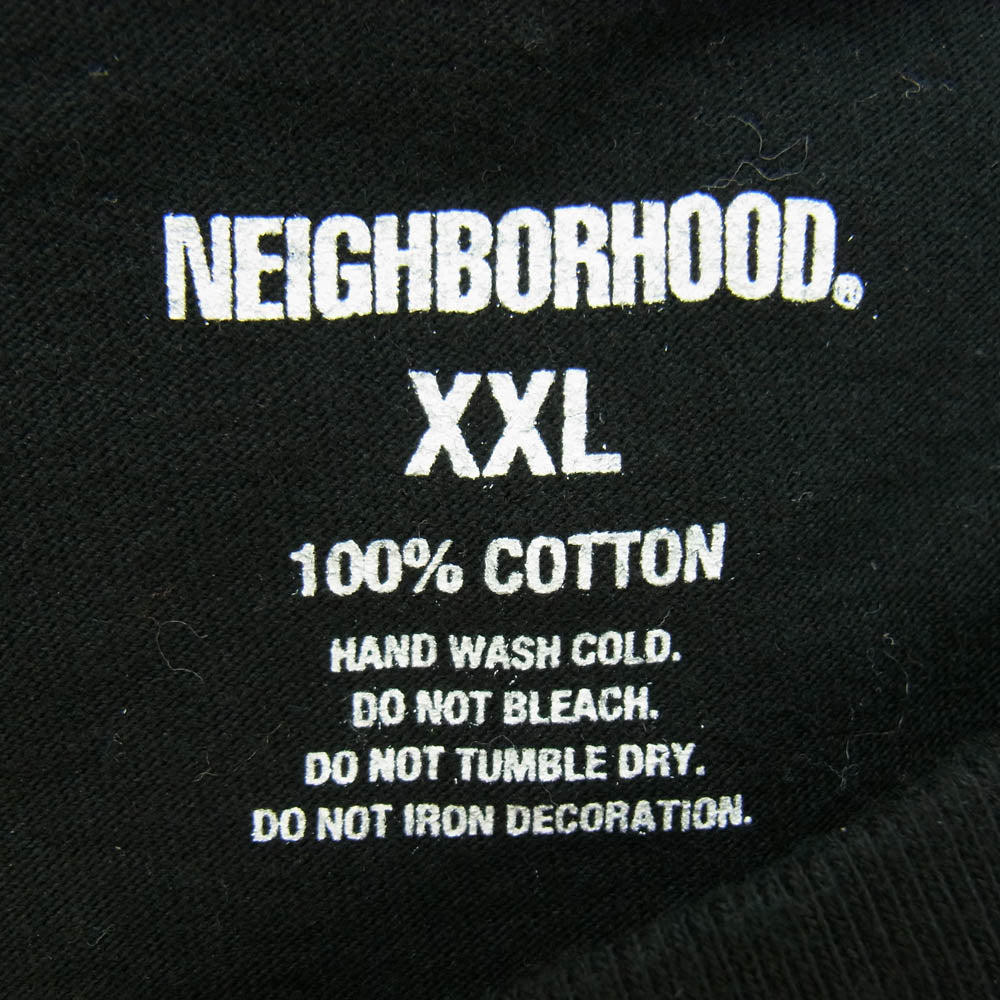 NEIGHBORHOOD®
XXL
100% COTTON
HAND WASH COLD.
DO NOT BLEACH.
DO NOT TUMBLE DRY.
DO NOT IRON DECORATION.